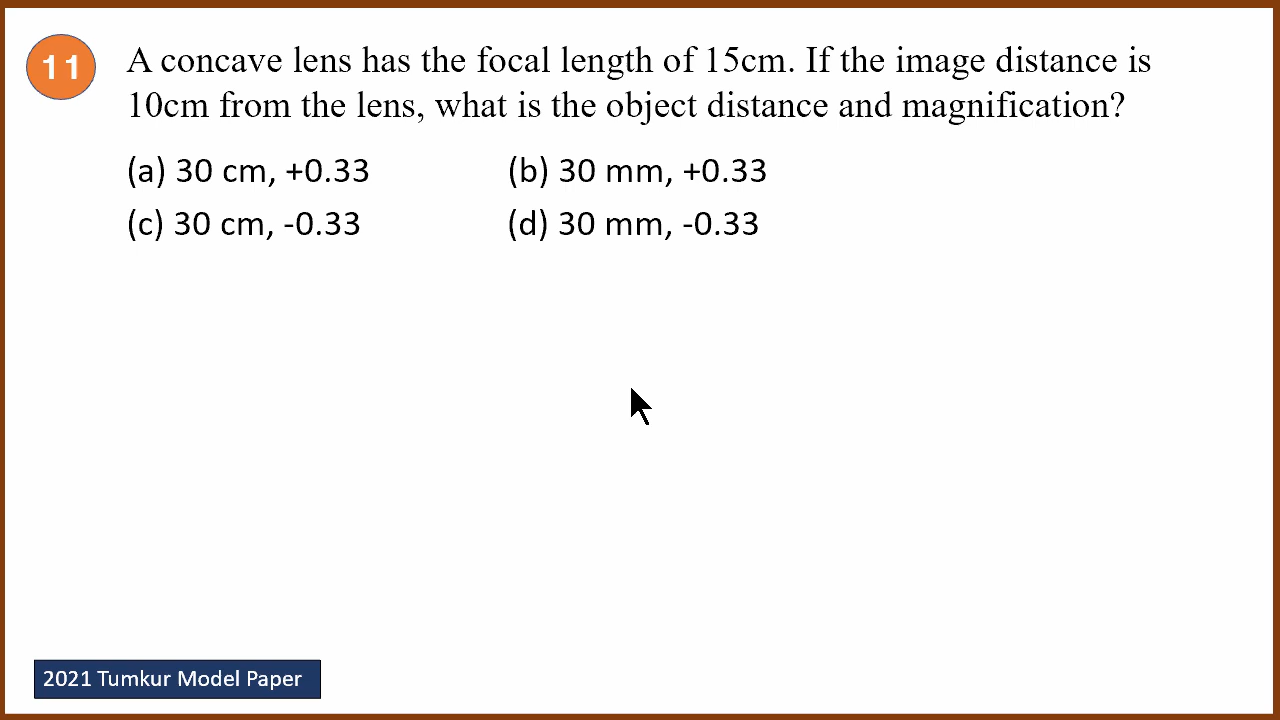 11
A concave lens has the focal length of 15cm. If the image distance is
10cm from the lens, what is the object distance and magnification?
(a) 30 cm, +0.33 (b) 30 mm, +0.33
(c) 30 cm, -0.33 (d) 30 mm, -0.33
2021 Tumkur Model Paper